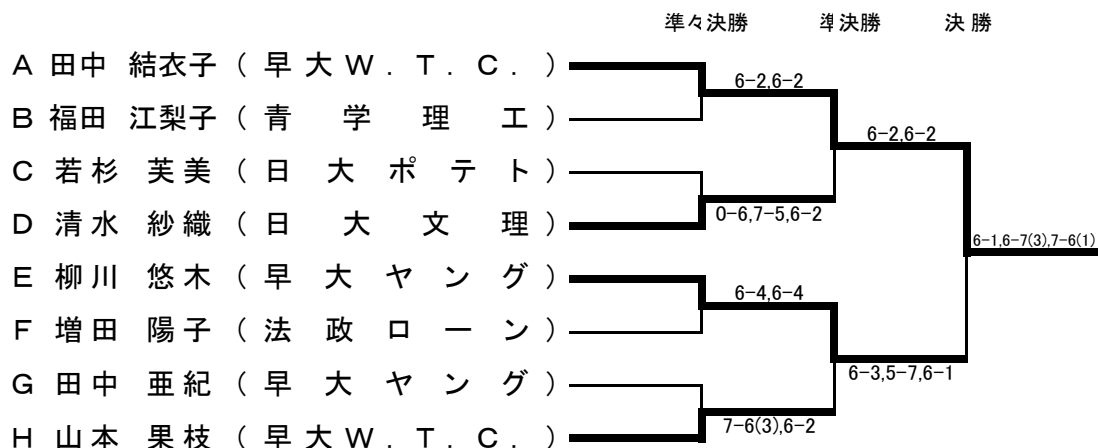 準々決勝 準決勝 決勝
A 田中 結衣子 ( 早大W.T.C. )
6-2,6-2
B 福田 江梨子 ( 青学理工 )
6-2,6-2
C 若杉 芙美 ( 日大ポテト )
D 清水 紗織 ( 日大文理 )
0-6,7-5,6-2
6-1,6-7(3),7-6(1)
E 柳川 悠木 ( 早大ヤング )
6-4,6-4
F 増田 陽子 ( 法政ローン )
G 田中 亜紀 ( 早大ヤング )
6-3,5-7,6-1
H 山本 果枝 ( 早大W.T.C. )
7-6(3),6-2